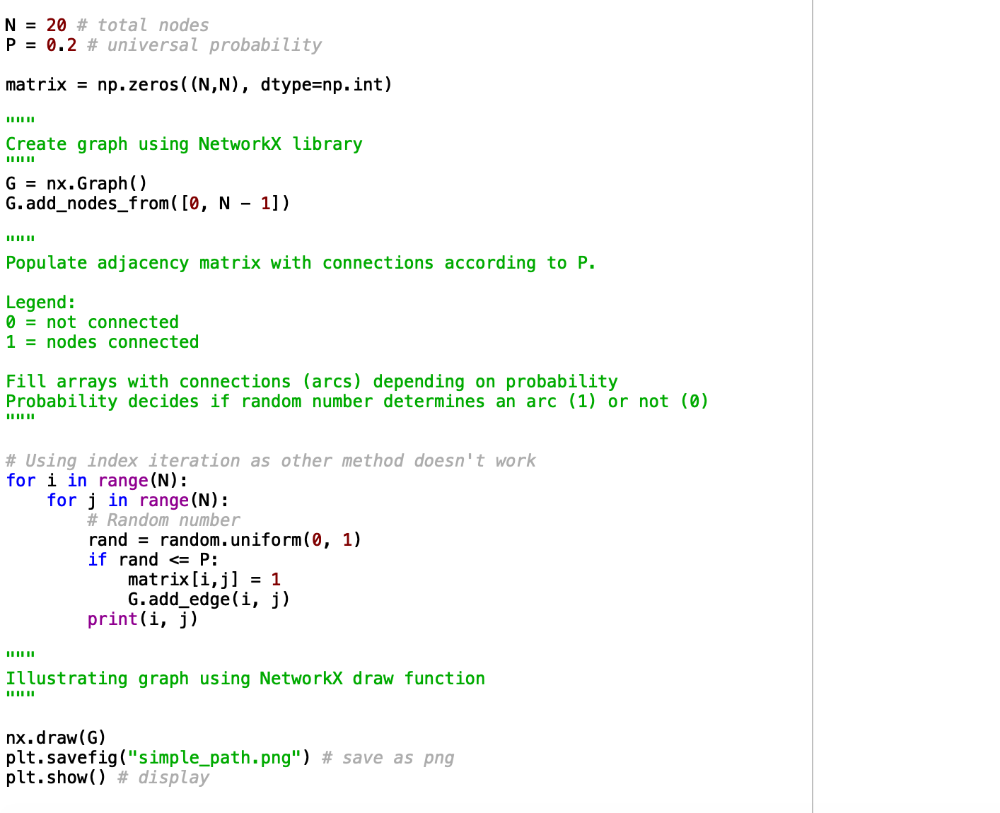 N = 20 # total nodes
P = 0.2 # universal probability
matrix = np.zeros((N,N), dtype=np.int)
"""
Create graph using NetworkX library
"""
G = nx.Graph()
G.add_nodes_from([0, N - 1])
"""
Populate adjacency matrix with connections according to P.
Legend:
0 = not connected
1 = nodes connected
Fill arrays with connections (arcs) depending on probability
Probability decides if random number determines an arc (1) or not (0)
"""
# Using index iteration as other method doesn't work
for i in range(N):
    for j in range(N):
        # Random number
        rand = random.uniform(0, 1)
        if rand <= P:
            matrix[i,j] = 1
            G.add_edge(i, j)
        print(i, j)
"""
Illustrating graph using NetworkX draw function
"""
nx.draw(G)
plt.savefig("simple_path.png") # save as png
plt.show() # display